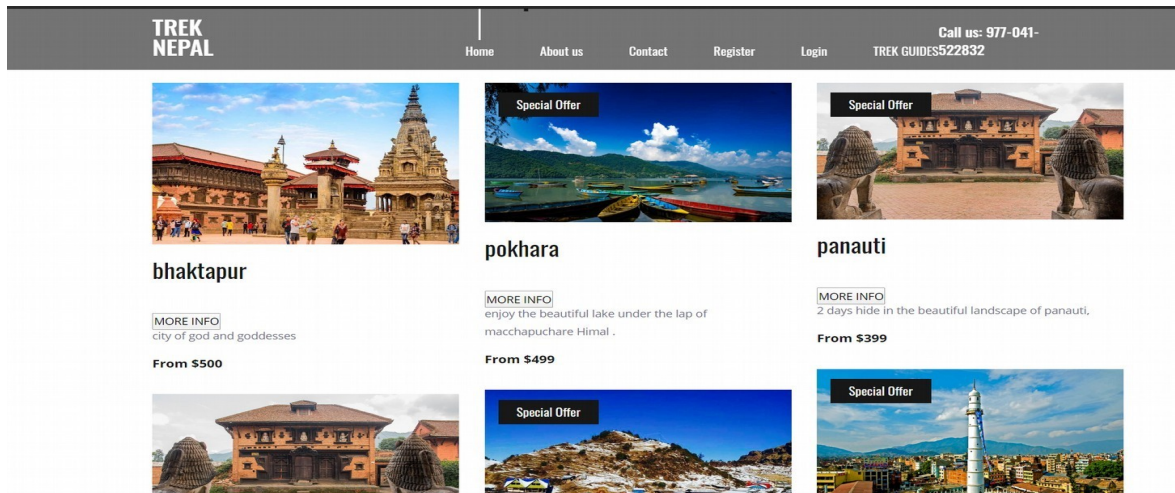 TREK
NEPAL
Home
About us
Contact
Register
Login
TREK GUIDES
Call us: 977-041-
522832
bhaktapur
MORE INFO
city of god and goddesses
From $500
Special Offer
pokhara
MORE INFO
enjoy the beautiful lake under the lap of
macchapuchare Himal .
From $499
Special Offer
panauti
MORE INFO
2 days hide in the beautiful landscape of panauti,
From $399
Special Offer
Special Offer